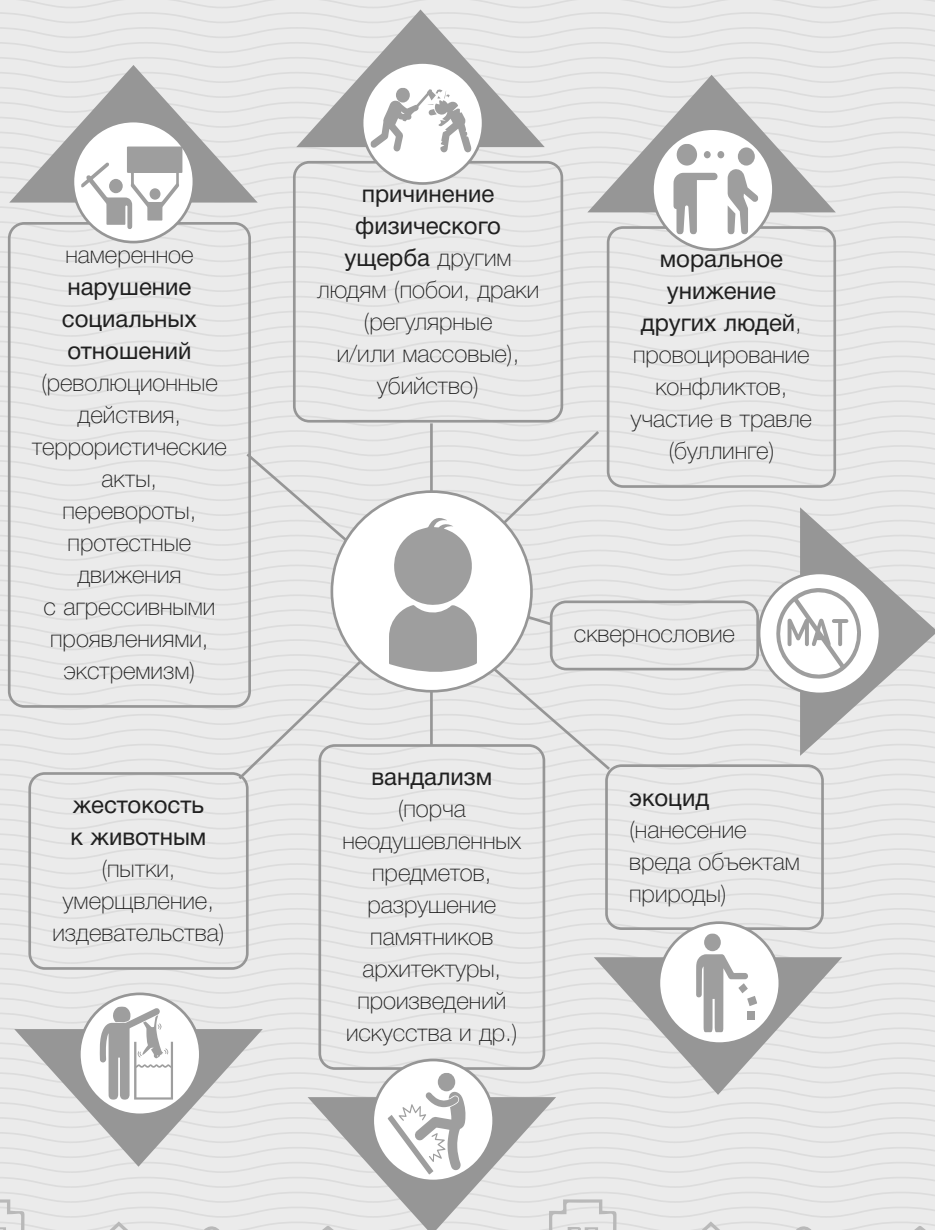 намеренное
нарушение
социальных
отношений
(революционные
действия,
террористические
акты,
перевороты,
протестные
движения
с агрессивными
проявлениями,
экстремизм)
причинение
физического
ущерба другим
людям (побои, драки
(регулярные
и/или массовые),
убийство)
моральное
унижение
других людей,
провоцирование
конфликтов,
участие в травле
(буллинге)
сквернословие
МАТ
жестокость
к животным
(пытки,
умерщвление,
издевательства)
вандализм
(порча
неодушевленных
предметов,
разрушение
памятников
архитектуры,
произведений
искусства и др.)
экоцид
(нанесение
вреда объектам
природы)